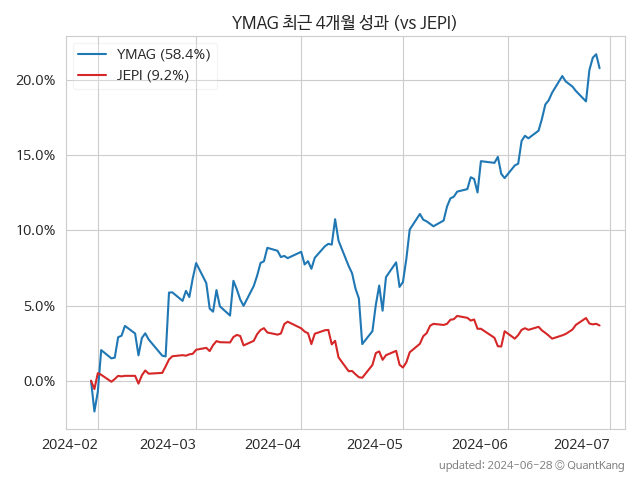 YMAG 최근 4개월 성과 (vs JEPI)
YMAG (58.4%)
JEPI (9.2%)
20.0%
15.0%
10.0%
5.0%
0.0%
2024-02 2024-03 2024-04 2024-05 2024-06 2024-07
updated: 2024-06-28 © QuantKang